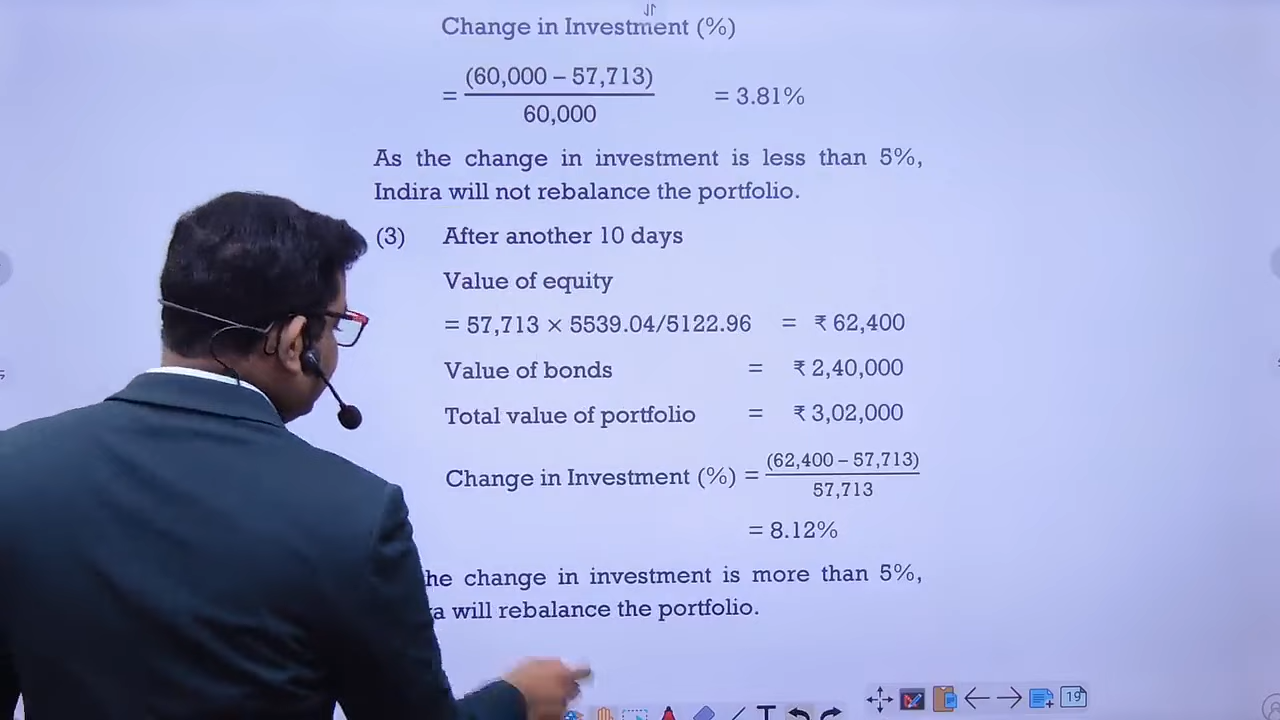 Change in Investment (%)
= (60,000 – 57,713) / 60,000 = 3.81%
As the change in investment is less than 5%,
Indira will not rebalance the portfolio.
(3) After another 10 days
Value of equity
= 57,713 × 5539.04/5122.96 = ₹ 62,400
Value of bonds = ₹ 2,40,000
Total value of portfolio = ₹ 3,02,000
Change in Investment (%) = (62,400 – 57,713) / 57,713
= 8.12%
he change in investment is more than 5%,
a will rebalance the portfolio.
T 19